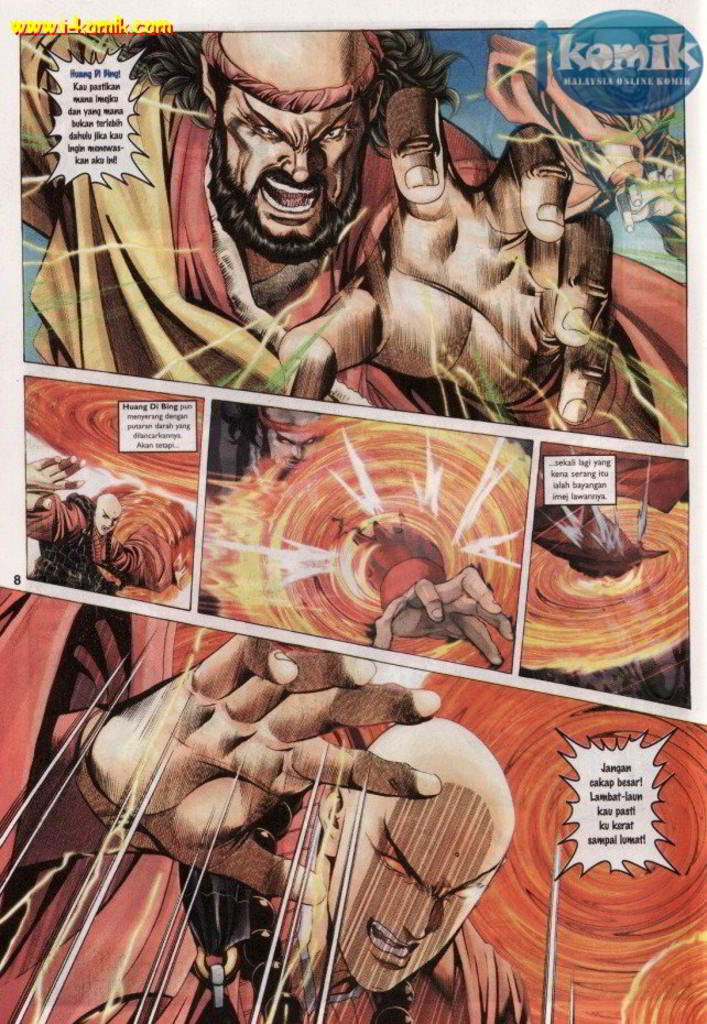 www.i-komik.com
ikomik
MALAYSIA ONLINE KOMIK
Huang Di Bing!
Kau pastikan
mana imejku
dan yang mana
bukan terlebih
dahulu jika kau
ingin menewas-
kan aku ini!
Huang Di Bing pun
menyerang dengan
putaran darah yang
dilancarkannya.
Akan tetapi...
...sekali lagi yang
kena serang itu
ialah bayangan
imej lawannya.
8
Jangan
cakap besar!
Lambat-laun
kau pasti
ku kerat
sampai lumat!